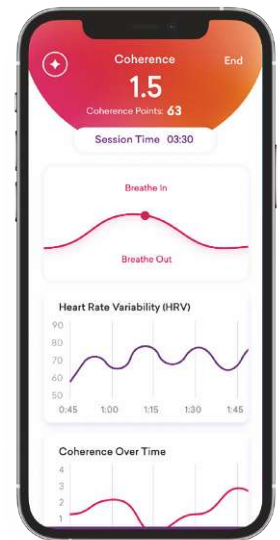 Coherence
End
1.5
Coherence Points: 63
Session Time 03:30
Breathe In
Breathe Out
Heart Rate Variability (HRV)
90
80
70
60
50
0:45 1:00 1:15 1:30 1:45
Coherence Over Time
4
3
2
1